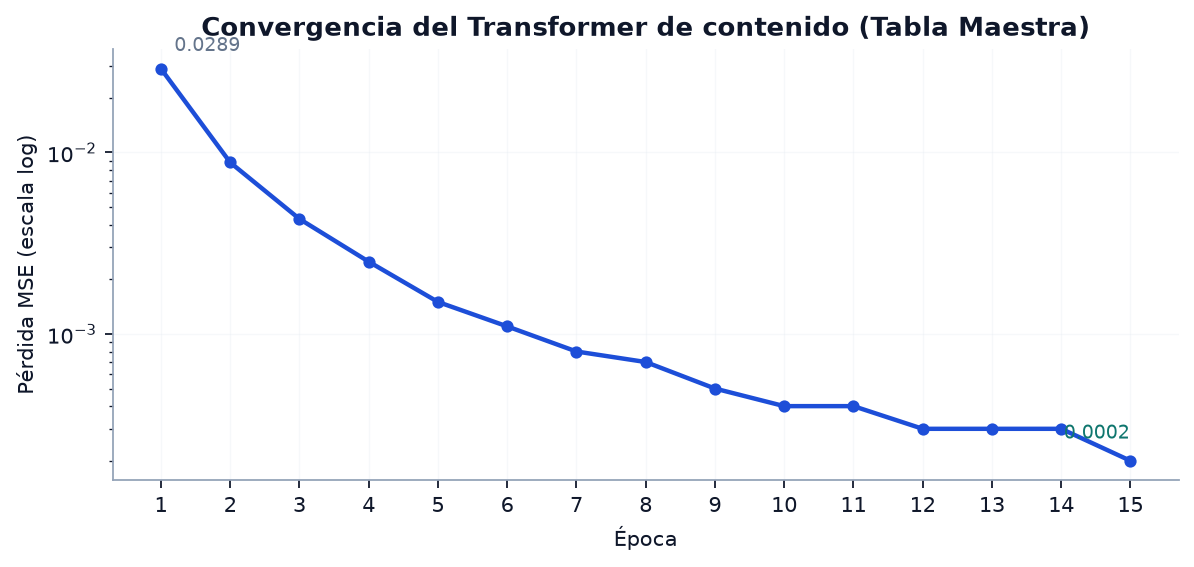 Convergencia del Transformer de contenido (Tabla Maestra)
0.0289
Pérdida MSE (escala log)
10⁻²
10⁻³
0.0002
1 2 3 4 5 6 7 8 9 10 11 12 13 14 15
Época